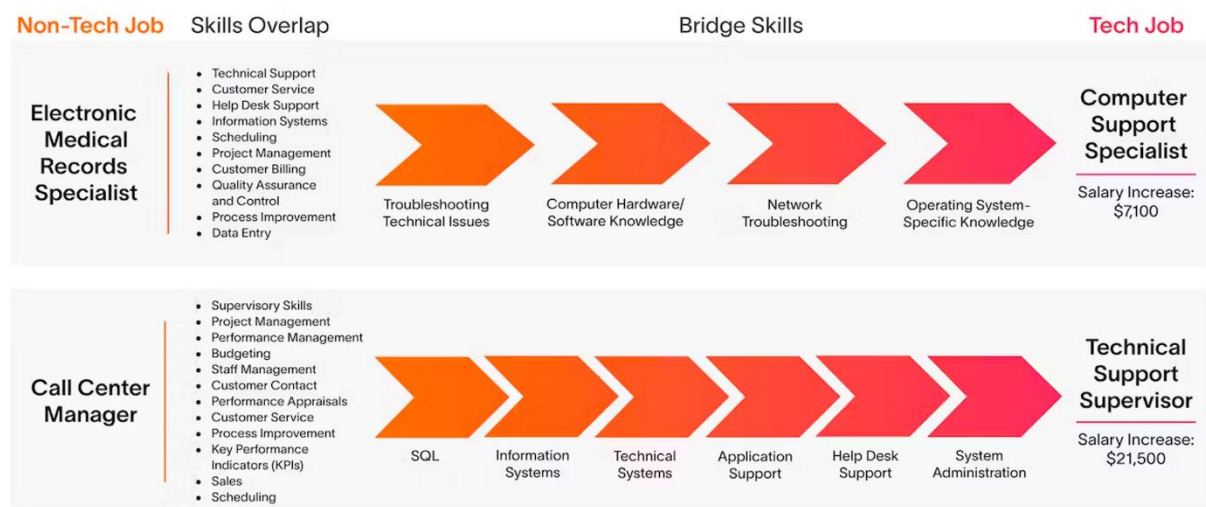 Non-Tech Job
Skills Overlap
Bridge Skills
Tech Job
Electronic
Medical
Records
Specialist
• Technical Support
• Customer Service
• Help Desk Support
• Information Systems
• Scheduling
• Project Management
• Customer Billing
• Quality Assurance
and Control
• Process Improvement
• Data Entry
Troubleshooting
Technical Issues
Computer Hardware/
Software Knowledge
Network
Troubleshooting
Operating System-
Specific Knowledge
Computer
Support
Specialist
Salary Increase:
$7,100
Call Center
Manager
• Supervisory Skills
• Project Management
• Performance Management
• Budgeting
• Staff Management
• Customer Contact
• Performance Appraisals
• Customer Service
• Process Improvement
• Key Performance
Indicators (KPIs)
• Sales
• Scheduling
SQL
Information
Systems
Technical
Systems
Application
Support
Help Desk
Support
System
Administration
Technical
Support
Supervisor
Salary Increase:
$21,500